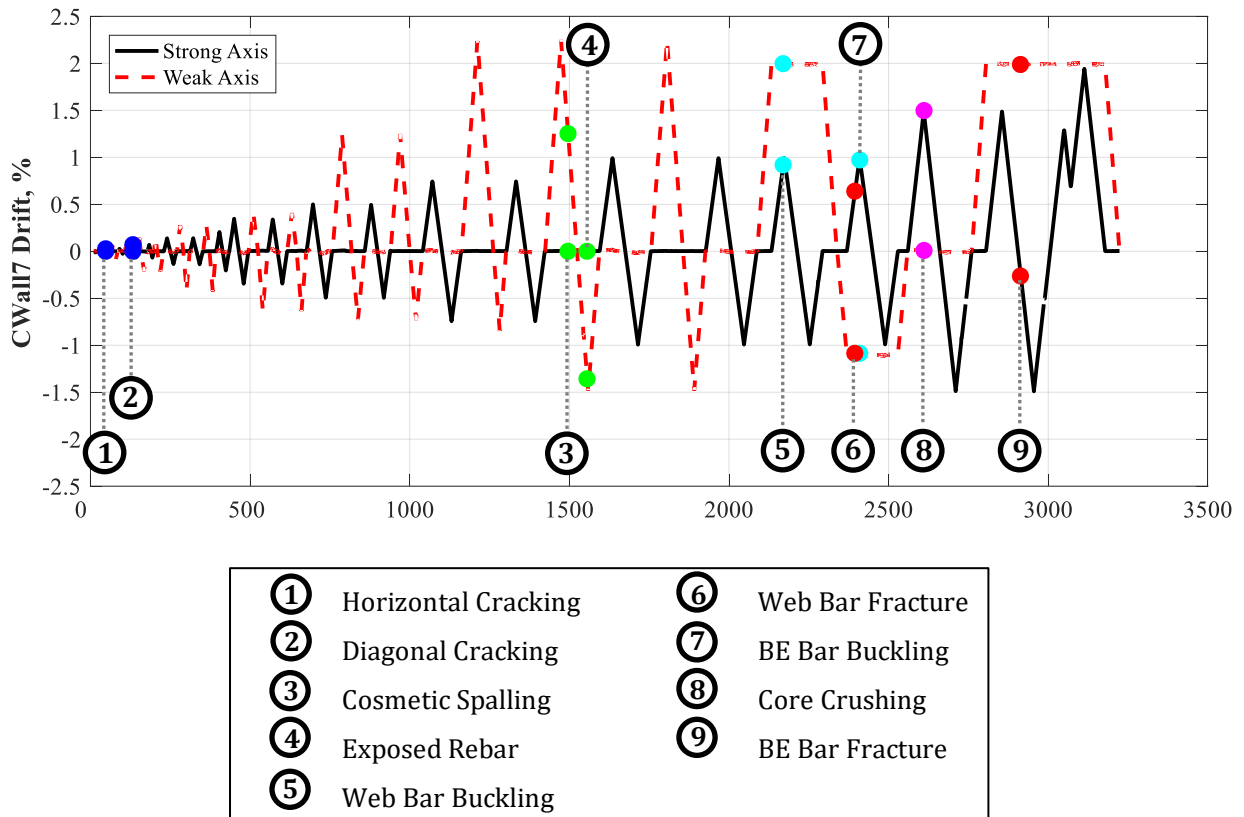 2.5
2
1.5
1
0.5
0
-0.5
-1
-1.5
-2
-2.5
CWall7 Drift, %
Strong Axis
Weak Axis
4
7
2
1
3
5
6
8
9
0 500 1000 1500 2000 2500 3000 3500
1 Horizontal Cracking
2 Diagonal Cracking
3 Cosmetic Spalling
4 Exposed Rebar
5 Web Bar Buckling
6 Web Bar Fracture
7 BE Bar Buckling
8 Core Crushing
9 BE Bar Fracture